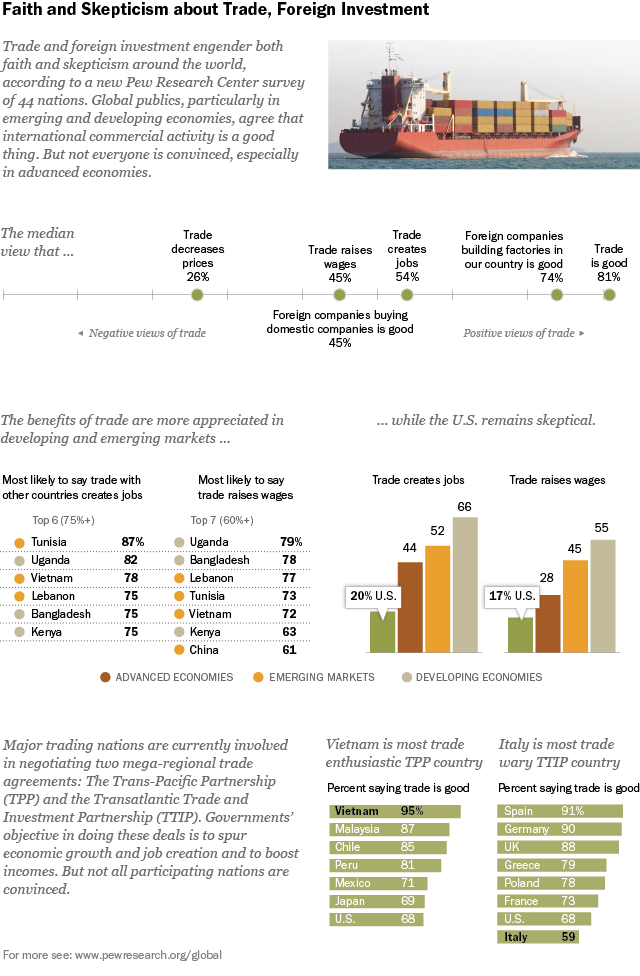 Faith and Skepticism about Trade, Foreign Investment
Trade and foreign investment engender both
faith and skepticism around the world,
according to a new Pew Research Center survey
of 44 nations. Global publics, particularly in
emerging and developing economies, agree that
international commercial activity is a good
thing. But not everyone is convinced, especially
in advanced economies.
The median
view that ...
Trade
decreases
prices
26%
Trade raises
wages
45%
Trade
creates
jobs
54%
Foreign companies
building factories in
our country is good
74%
Trade
is good
81%
Foreign companies buying
domestic companies is good
45%
◄ Negative views of trade
Positive views of trade ►
The benefits of trade are more appreciated in
developing and emerging markets ...
... while the U.S. remains skeptical.
Most likely to say trade with
other countries creates jobs
Top 6 (75%+)
Tunisia 87%
Uganda 82
Vietnam 78
Lebanon 75
Bangladesh 75
Kenya 75
Most likely to say
trade raises wages
Top 7 (60%+)
Uganda 79%
Bangladesh 78
Lebanon 77
Tunisia 73
Vietnam 72
Kenya 63
China 61
Trade creates jobs
20% U.S.
44
52
66
Trade raises wages
17% U.S.
28
45
55
ADVANCED ECONOMIES
EMERGING MARKETS
DEVELOPING ECONOMIES
Major trading nations are currently involved
in negotiating two mega-regional trade
agreements: The Trans-Pacific Partnership
(TPP) and the Transatlantic Trade and
Investment Partnership (TTIP). Governments'
objective in doing these deals is to spur
economic growth and job creation and to boost
incomes. But not all participating nations are
convinced.
Vietnam is most trade
enthusiastic TPP country
Percent saying trade is good
Vietnam 95%
Malaysia 87
Chile 85
Peru 81
Mexico 71
Japan 69
U.S. 68
Italy is most trade
wary TTIP country
Percent saying trade is good
Spain 91%
Germany 90
UK 88
Greece 79
Poland 78
France 73
U.S. 68
Italy 59
For more see: www.pewresearch.org/global